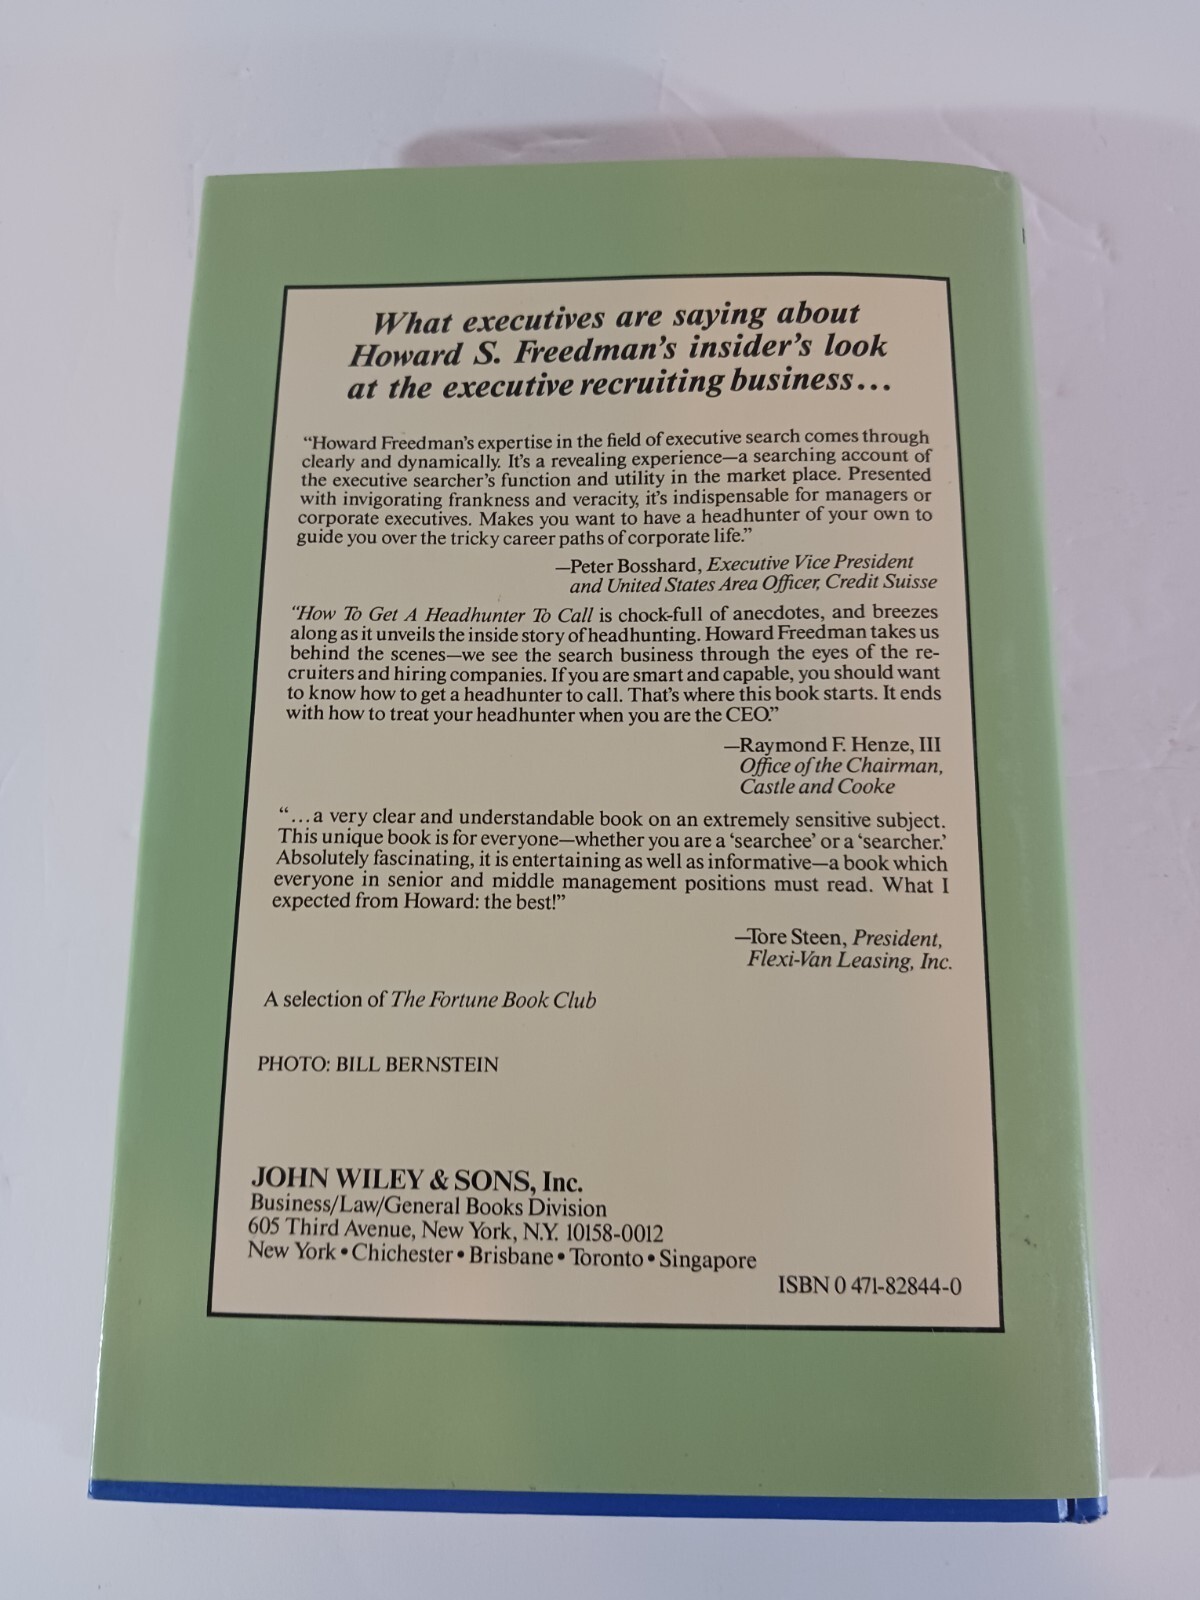 What executives are saying about
Howard S. Freedman's insider's look
at the executive recruiting business...
“Howard Freedman's expertise in the field of executive search comes through
clearly and dynamically. It's a revealing experience—a searching account of
the executive searcher's function and utility in the market place. Presented
with invigorating frankness and veracity, it's indispensable for managers or
corporate executives. Makes you want to have a headhunter of your own to
guide you over the tricky career paths of corporate life.”
—Peter Bosshard, Executive Vice President
and United States Area Officer, Credit Suisse
“How To Get A Headhunter To Call is chock-full of anecdotes, and breezes
along as it unveils the inside story of headhunting. Howard Freedman takes us
behind the scenes—we see the search business through the eyes of the re-
cruiters and hiring companies. If you are smart and capable, you should want
to know how to get a headhunter to call. That's where this book starts. It ends
with how to treat your headhunter when you are the CEO.”
—Raymond F. Henze, III
Office of the Chairman,
Castle and Cooke
“...a very clear and understandable book on an extremely sensitive subject.
This unique book is for everyone—whether you are a ‘searchee’ or a ‘searcher.’
Absolutely fascinating, it is entertaining as well as informative—a book which
everyone in senior and middle management positions must read. What I
expected from Howard: the best!”
—Tore Steen, President,
Flexi-Van Leasing, Inc.
A selection of The Fortune Book Club
PHOTO: BILL BERNSTEIN
JOHN WILEY & SONS, Inc.
Business/Law/General Books Division
605 Third Avenue, New York, N.Y. 10158-0012
New York • Chichester • Brisbane • Toronto • Singapore
ISBN 0 471-82844-0